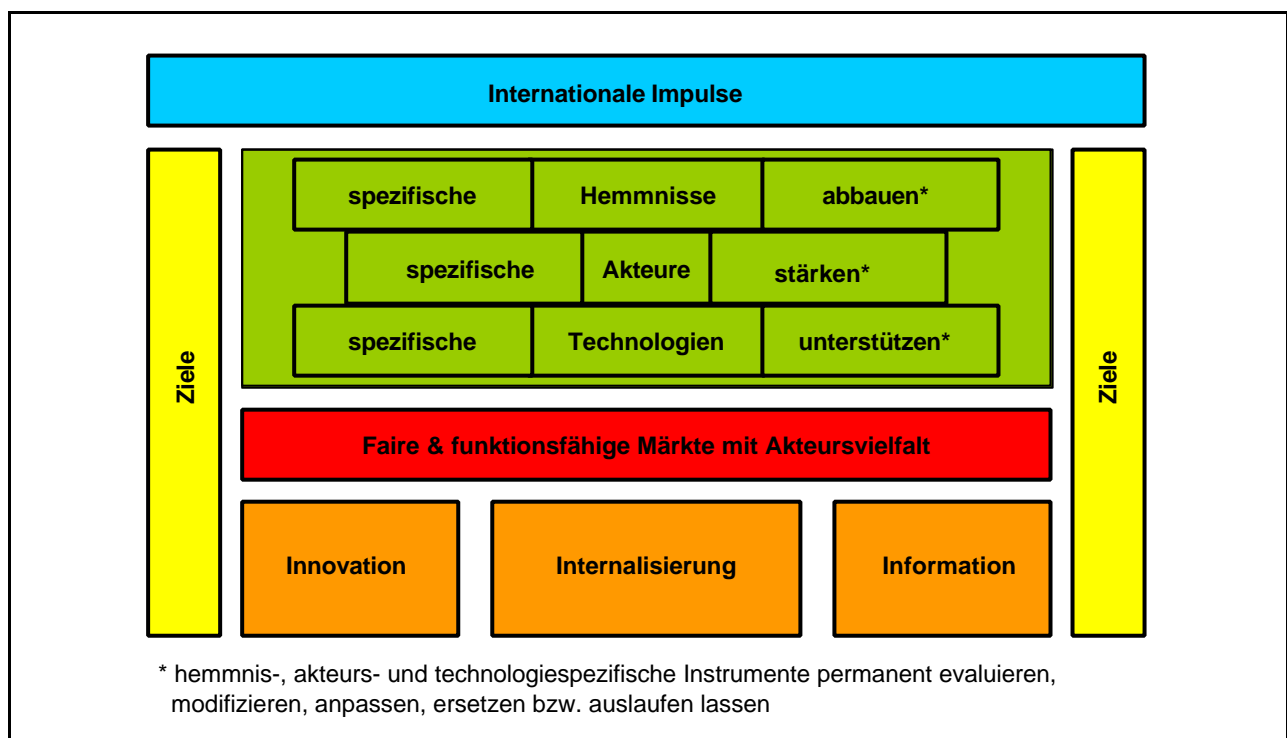 Internationale Impulse
Ziele
spezifische Hemmnisse abbauen*
spezifische Akteure stärken*
spezifische Technologien unterstützen*
Ziele
Faire & funktionsfähige Märkte mit Akteursvielfalt
Innovation Internalisierung Information
* hemmnis-, akteurs- und technologiespezifische Instrumente permanent evaluieren,
modifizieren, anpassen, ersetzen bzw. auslaufen lassen